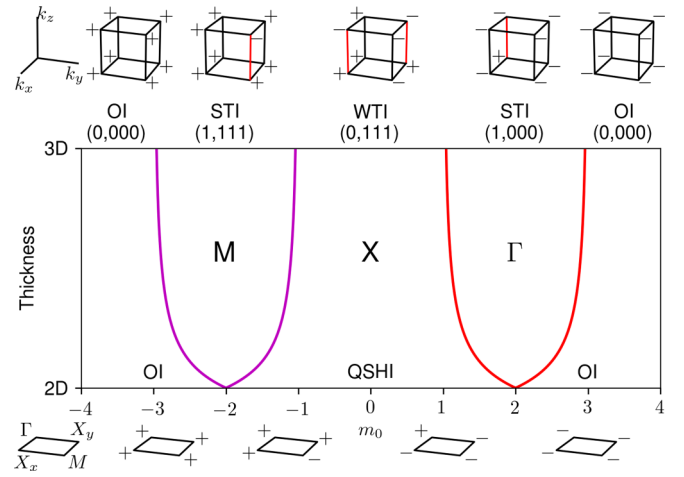 k_z
k_x
k_y
+ + + + + + + +
+ + + − + + + +
+ − − + + − + −
− − + − − − − −
− − − − − − − −
OI STI WTI STI OI
(0,000) (1,111) (0,111) (1,000) (0,000)
3D
Thickness
M X Γ
OI QSHI OI
2D
−4 −3 −2 −1 0 1 2 3 4
m_0
Γ X_y + + + −
X_x M + + + + + − − − − −